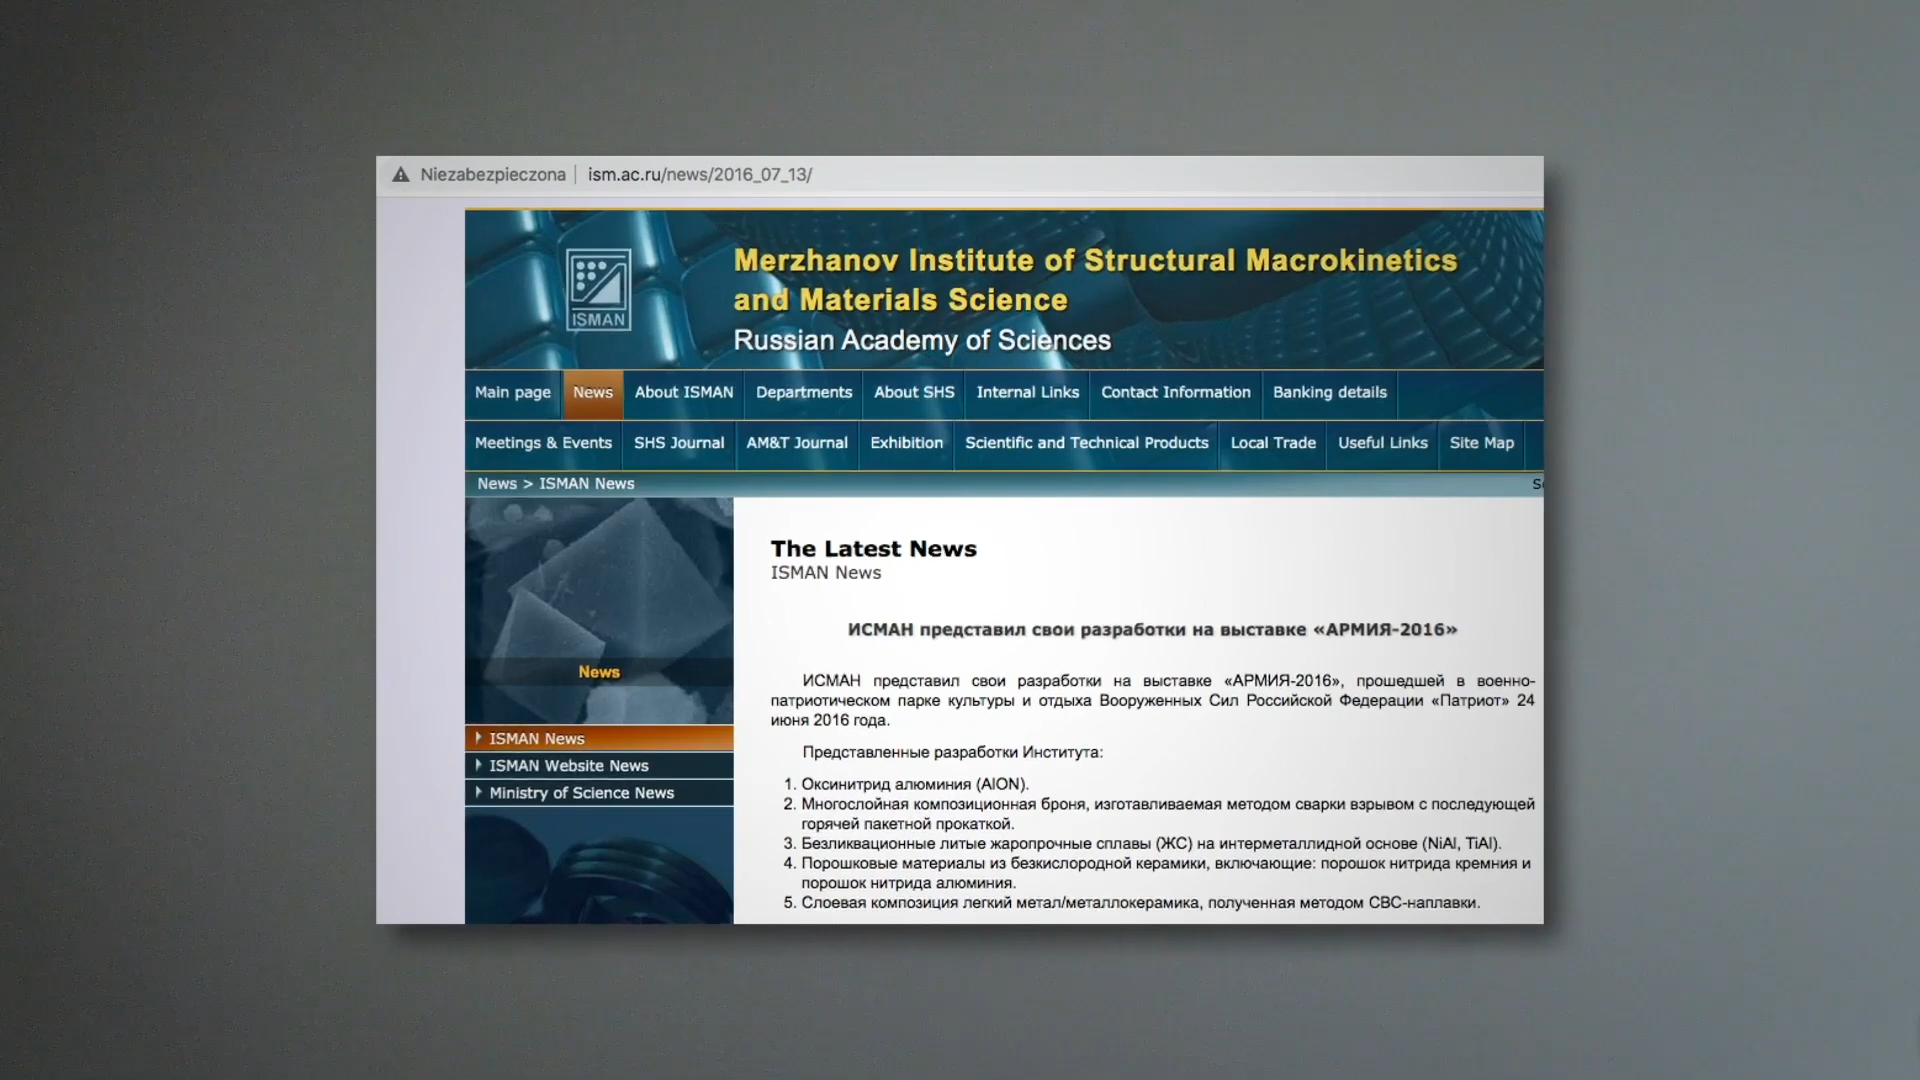 Niezabezpieczona | ism.ac.ru/news/2016_07_13/
ISMAN
Merzhanov Institute of Structural Macrokinetics
and Materials Science
Russian Academy of Sciences
Main page News About ISMAN Departments About SHS Internal Links Contact Information Banking details
Meetings & Events SHS Journal AM&T Journal Exhibition Scientific and Technical Products Local Trade Useful Links Site Map
News > ISMAN News
News
ISMAN News
ISMAN Website News
Ministry of Science News
The Latest News
ISMAN News
ИСМАН представил свои разработки на выставке «АРМИЯ-2016»
ИСМАН представил свои разработки на выставке «АРМИЯ-2016», прошедшей в военно-
патриотическом парке культуры и отдыха Вооруженных Сил Российской Федерации «Патриот» 24
июня 2016 года.
Представленные разработки Института:
1. Оксинитрид алюминия (AlON).
2. Многослойная композиционная броня, изготавливаемая методом сварки взрывом с последующей
горячей пакетной прокаткой.
3. Безликвационные литые жаропрочные сплавы (ЖС) на интерметаллидной основе (NiAl, TiAl).
4. Порошковые материалы из безкислородной керамики, включающие: порошок нитрида кремния и
порошок нитрида алюминия.
5. Слоевая композиция легкий метал/металлокерамика, полученная методом СВС-наплавки.